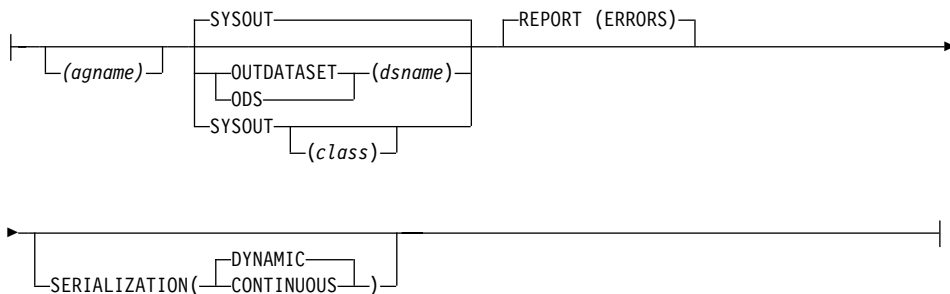 SYSOUT
REPORT (ERRORS)
(agname)
OUTDATASET (dsname)
ODS
SYSOUT
(class)
DYNAMIC
SERIALIZATION( CONTINUOUS )